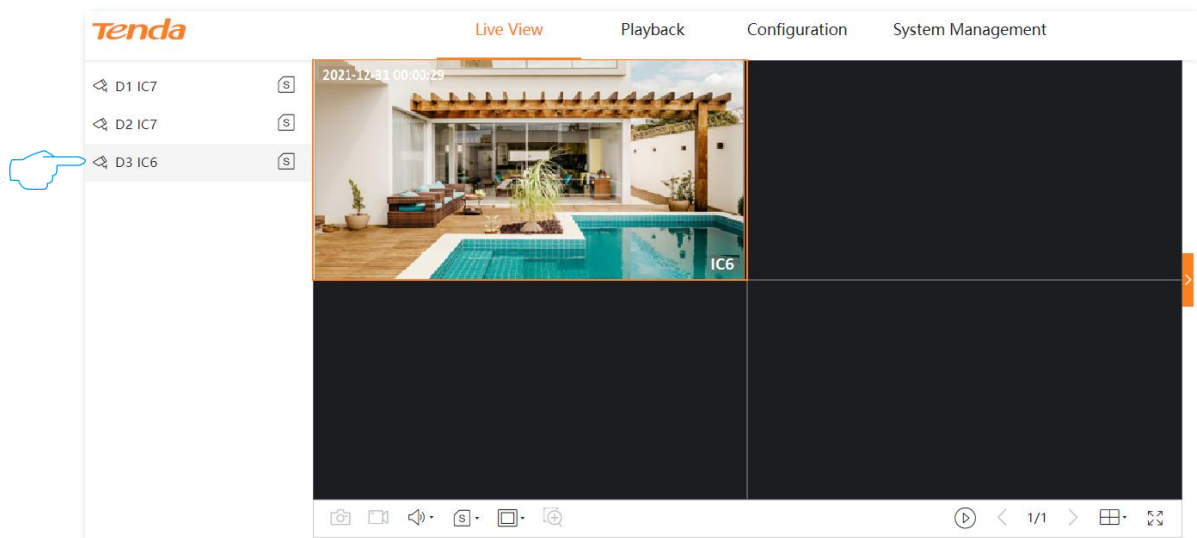 Tenda
Live View Playback Configuration System Management
D1 IC7 S
D2 IC7 S
D3 IC6 S
2021-12-31 00:00:29
IC6
S 1/1